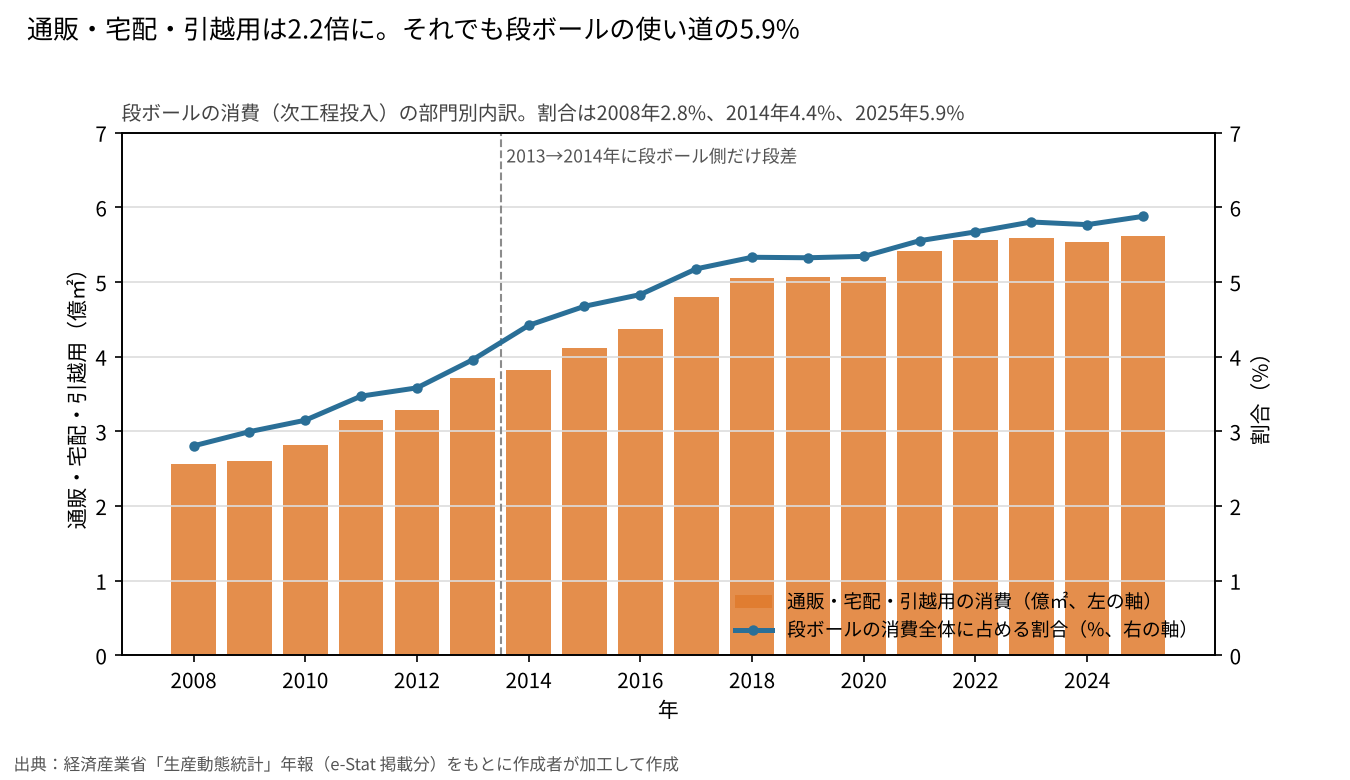 通販・宅配・引越用は2.2倍に。それでも段ボールの使い道の5.9%
段ボールの消費（次工程投入）の部門別内訳。割合は2008年2.8%、2014年4.4%、2025年5.9%
2013→2014年に段ボール側だけ段差
通販・宅配・引越用（億㎡）
7
6
5
4
3
2
1
0
7
6
5
4
3
2
1
0
割合（%）
通販・宅配・引越用の消費（億㎡、左の軸）
段ボールの消費全体に占める割合（%、右の軸）
2008 2010 2012 2014 2016 2018 2020 2022 2024
年
出典：経済産業省「生産動態統計」年報（e-Stat 掲載分）をもとに作成者が加工して作成